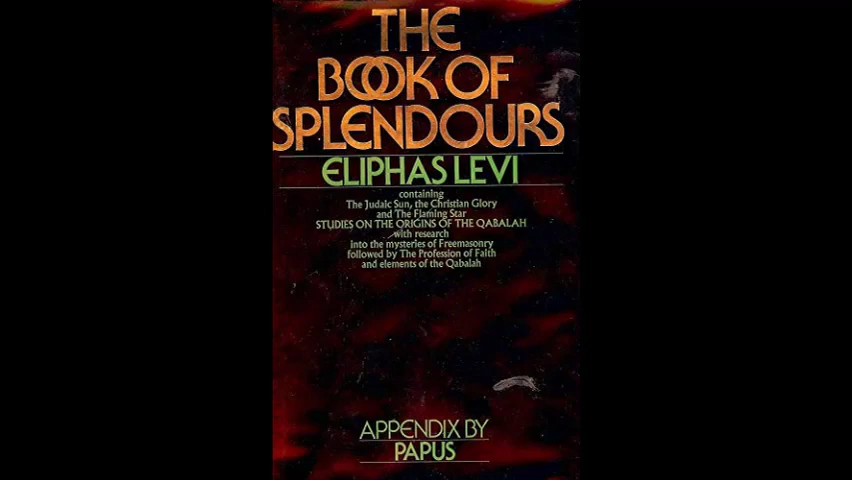 THE
BOOK OF
SPLENDOURS
ELIPHAS LEVI
containing
The Judaic Sun, the Christian Glory
and The Flaming Star
STUDIES ON THE ORIGINS OF THE QABALAH
with research
into the mysteries of Freemasonry
followed by The Profession of Faith
and elements of the Qabalah
APPENDIX BY
PAPUS